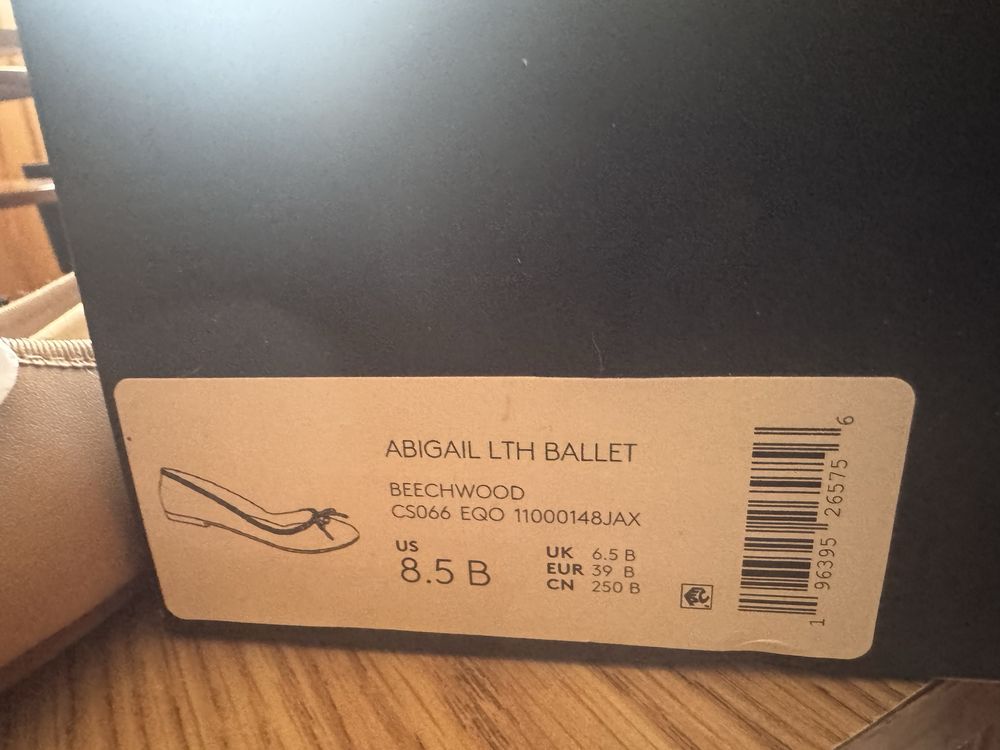 ABIGAIL LTH BALLET
BEECHWOOD
CS066 EQO 11000148JAX
US
8.5 B
UK 6.5 B
EUR 39 B
CN 250 B
1 96395 26575 6